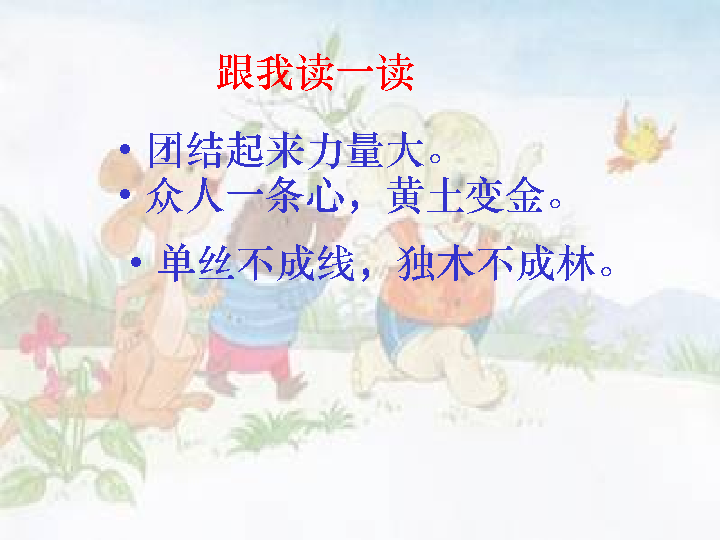 跟我读一读
• 团结起来力量大。
• 众人一条心，黄土变金。
• 单丝不成线，独木不成林。